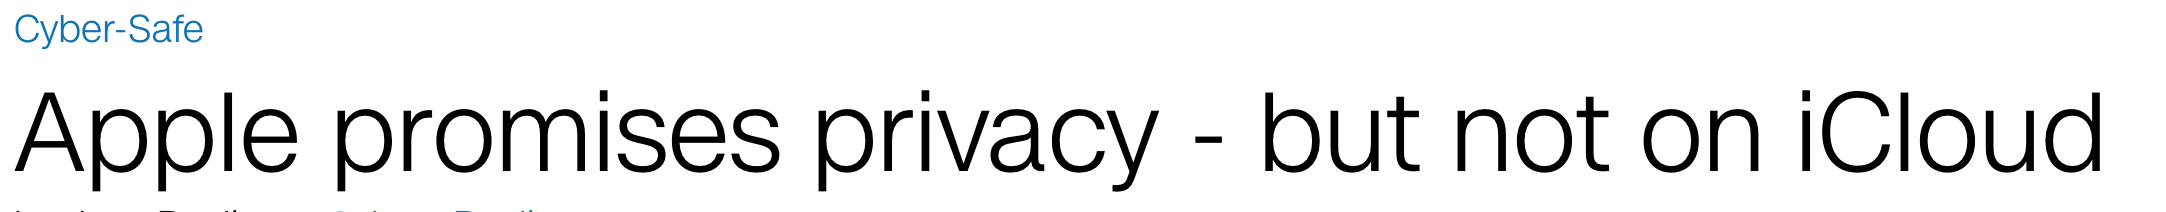 Cyber-Safe
Apple promises privacy - but not on iCloud